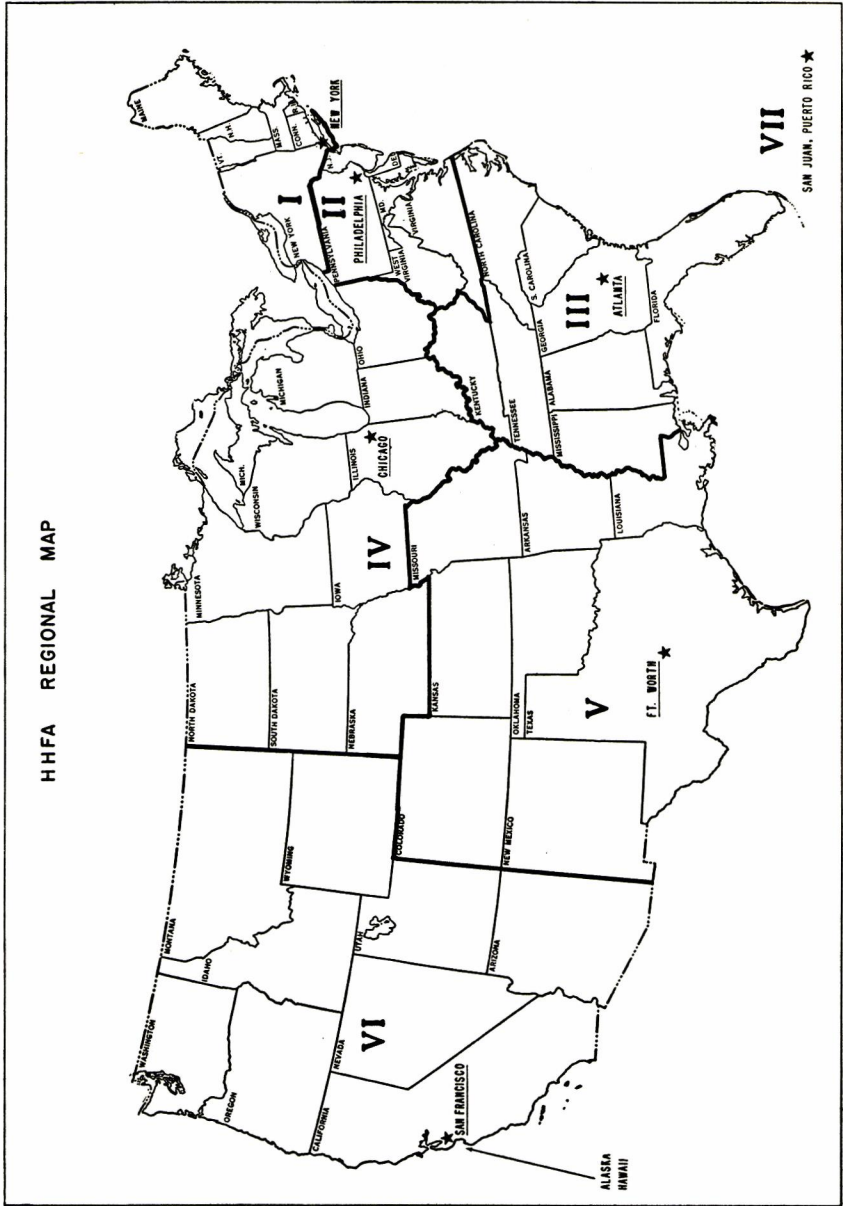 HHFA REGIONAL MAP
WASHINGTON
OREGON
CALIFORNIA
NEVADA
IDAHO
MONTANA
WYOMING
UTAH
ARIZONA
VI
SAN FRANCISCO
ALASKA
HAWAII
COLORADO
NEW MEXICO
NORTH DAKOTA
SOUTH DAKOTA
NEBRASKA
KANSAS
OKLAHOMA
TEXAS
V
FT. WORTH
MINNESOTA
IOWA
MISSOURI
ARKANSAS
LOUISIANA
IV
WISCONSIN
MICH.
MICHIGAN
ILLINOIS
CHICAGO
INDIANA
OHIO
KENTUCKY
TENNESSEE
MISSISSIPPI
ALABAMA
GEORGIA
FLORIDA
S. CAROLINA
NORTH CAROLINA
III
ATLANTA
WEST
VIRGINIA
VIRGINIA
MD.
DEL.
PENNSYLVANIA
II
PHILADELPHIA
N.J.
NEW YORK
I
VT.
N.H.
MAINE
MASS.
CONN.
R.I.
NEW YORK
VII
SAN JUAN, PUERTO RICO